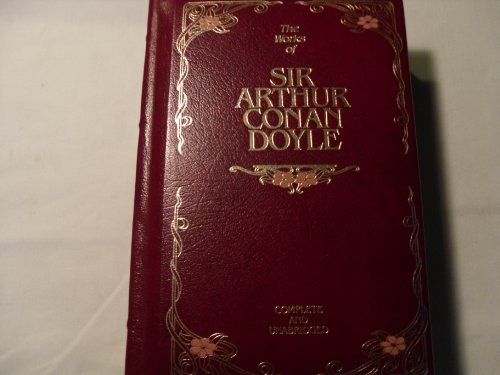 The
Works
of
SIR
ARTHUR
CONAN
DOYLE
COMPLETE
AND
UNABRIDGED